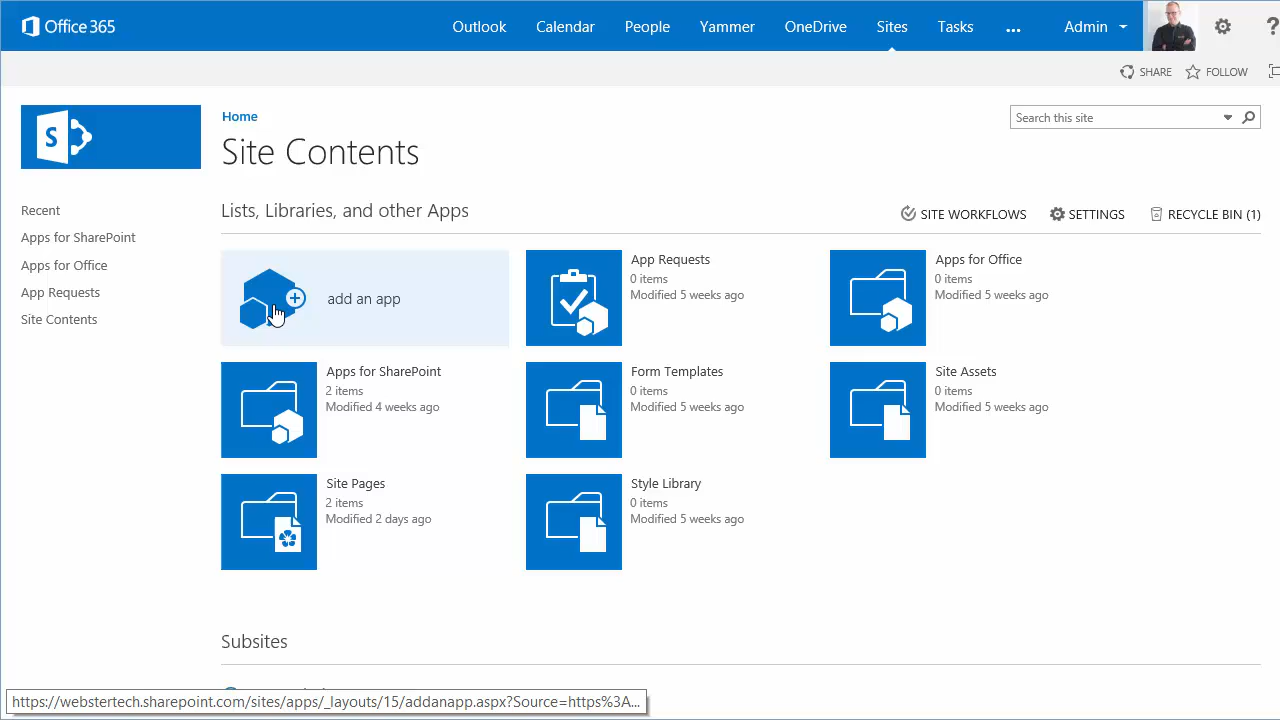 Office 365
Outlook Calendar People Yammer OneDrive Sites Tasks ... Admin ?
SHARE FOLLOW
S
Home
Search this site
Site Contents
Recent
Apps for SharePoint
Apps for Office
App Requests
Site Contents
Lists, Libraries, and other Apps
SITE WORKFLOWS SETTINGS RECYCLE BIN (1)
add an app
App Requests
0 items
Modified 5 weeks ago
Apps for Office
0 items
Modified 5 weeks ago
Apps for SharePoint
2 items
Modified 4 weeks ago
Form Templates
0 items
Modified 5 weeks ago
Site Assets
0 items
Modified 5 weeks ago
Site Pages
2 items
Modified 2 days ago
Style Library
0 items
Modified 5 weeks ago
Subsites
https://webstertech.sharepoint.com/sites/apps/_layouts/15/addanapp.aspx?Source=https%3A...